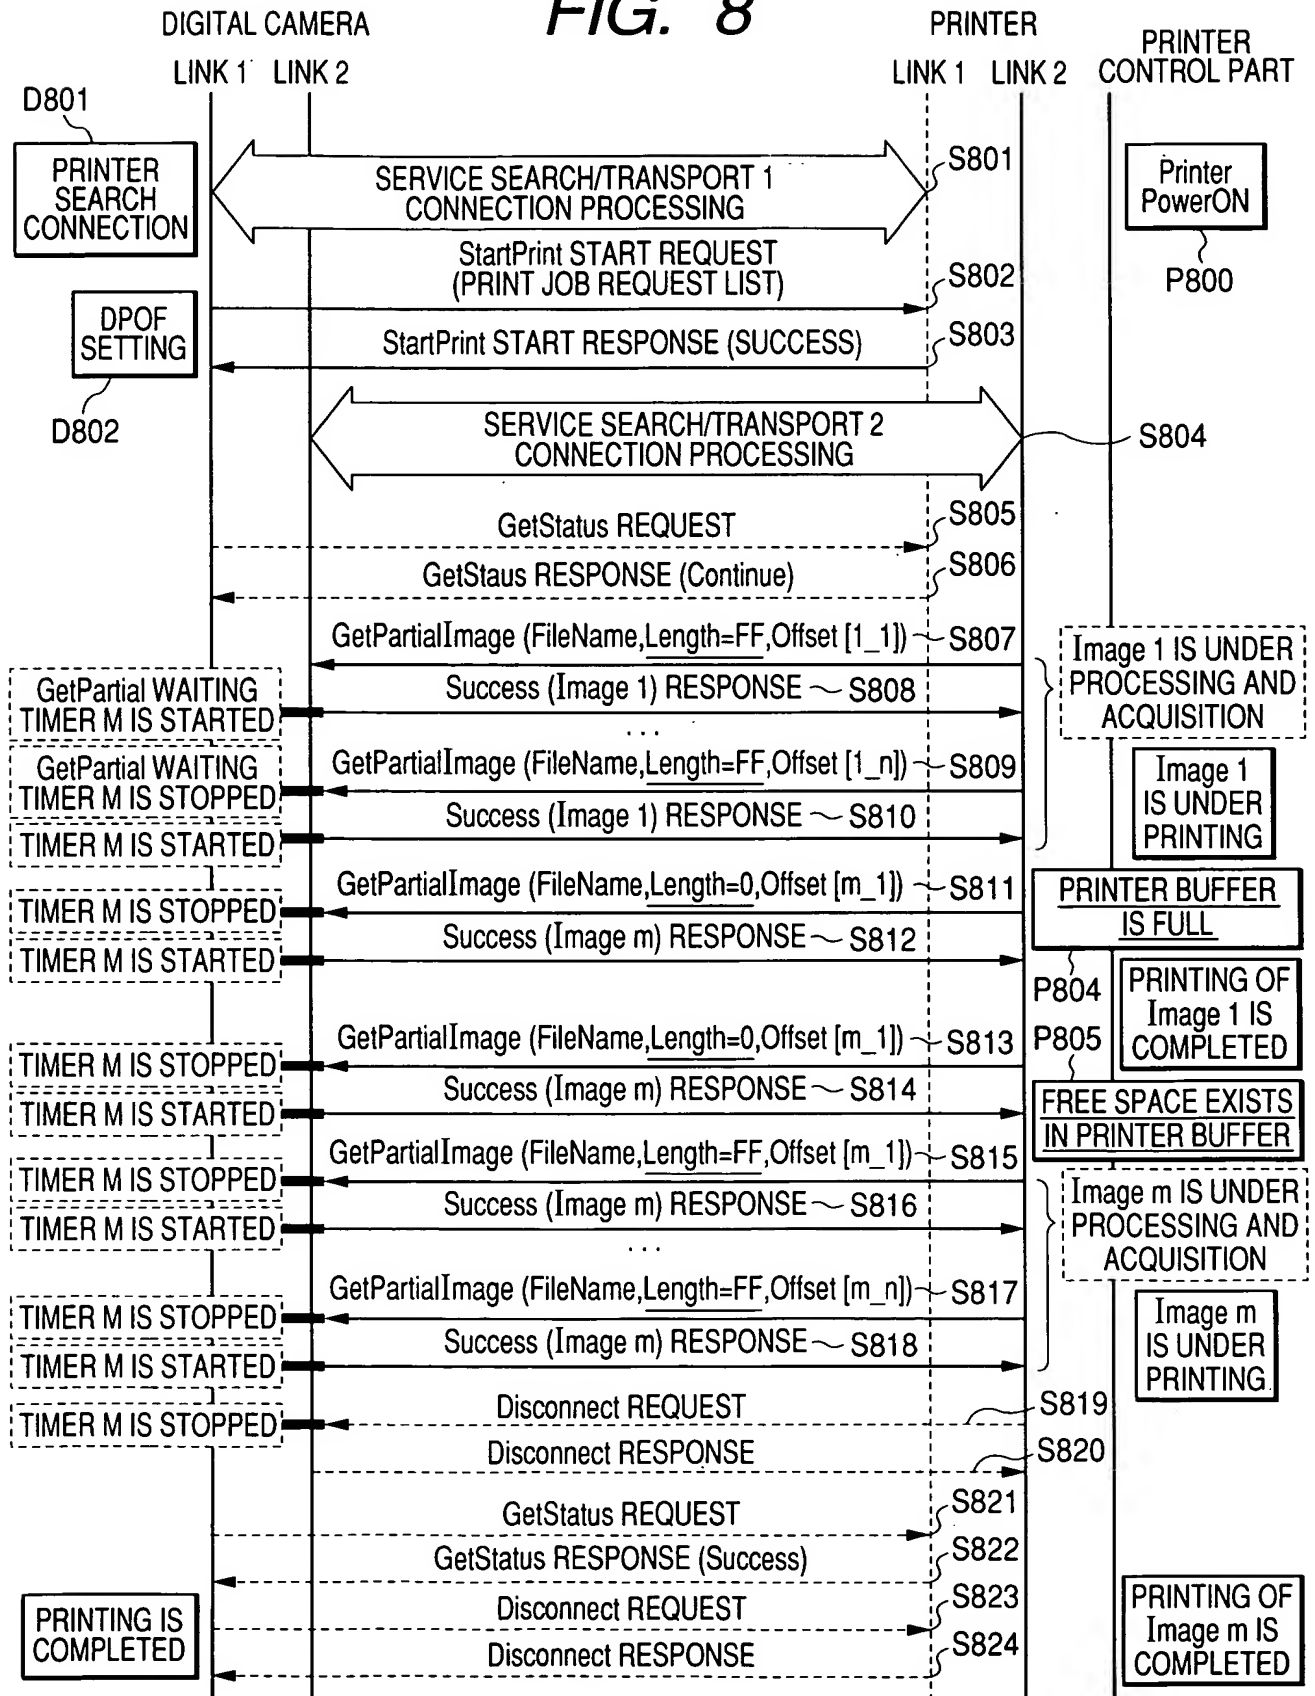 FIG. 8
DIGITAL CAMERA
PRINTER
PRINTER
CONTROL PART
LINK 1
LINK 2
LINK 1
LINK 2
D801
PRINTER
SEARCH
CONNECTION
SERVICE SEARCH/TRANSPORT 1
CONNECTION PROCESSING
S801
Printer
PowerON
P800
StartPrint START REQUEST
(PRINT JOB REQUEST LIST)
S802
DPOF
SETTING
D802
StartPrint START RESPONSE (SUCCESS)
S803
SERVICE SEARCH/TRANSPORT 2
CONNECTION PROCESSING
S804
GetStatus REQUEST
S805
GetStaus RESPONSE (Continue)
S806
GetPartialImage (FileName,Length=FF,Offset [1_1])
S807
Image 1 IS UNDER
PROCESSING AND
ACQUISITION
GetPartial WAITING
TIMER M IS STARTED
Success (Image 1) RESPONSE
S808
...
GetPartial WAITING
TIMER M IS STOPPED
GetPartialImage (FileName,Length=FF,Offset [1_n])
S809
Image 1
IS UNDER
PRINTING
TIMER M IS STARTED
Success (Image 1) RESPONSE
S810
TIMER M IS STOPPED
GetPartialImage (FileName,Length=0,Offset [m_1])
S811
PRINTER BUFFER
IS FULL
P804
TIMER M IS STARTED
Success (Image m) RESPONSE
S812
PRINTING OF
Image 1 IS
COMPLETED
TIMER M IS STOPPED
GetPartialImage (FileName,Length=0,Offset [m_1])
S813
P805
TIMER M IS STARTED
Success (Image m) RESPONSE
S814
FREE SPACE EXISTS
IN PRINTER BUFFER
TIMER M IS STOPPED
GetPartialImage (FileName,Length=FF,Offset [m_1])
S815
Image m IS UNDER
PROCESSING AND
ACQUISITION
TIMER M IS STARTED
Success (Image m) RESPONSE
S816
...
TIMER M IS STOPPED
GetPartialImage (FileName,Length=FF,Offset [m_n])
S817
Image m
IS UNDER
PRINTING
TIMER M IS STARTED
Success (Image m) RESPONSE
S818
TIMER M IS STOPPED
Disconnect REQUEST
S819
Disconnect RESPONSE
S820
GetStatus REQUEST
S821
GetStatus RESPONSE (Success)
S822
PRINTING IS
COMPLETED
Disconnect REQUEST
S823
Disconnect RESPONSE
S824
PRINTING OF
Image m IS
COMPLETED